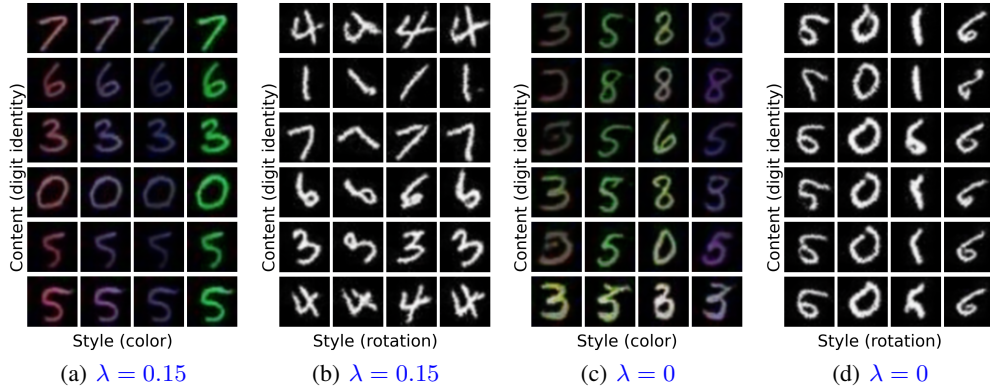 Content (digit identity)
Style (color)
(a) λ = 0.15
Content (digit identity)
Style (rotation)
(b) λ = 0.15
Content (digit identity)
Style (color)
(c) λ = 0
Content (digit identity)
Style (rotation)
(d) λ = 0